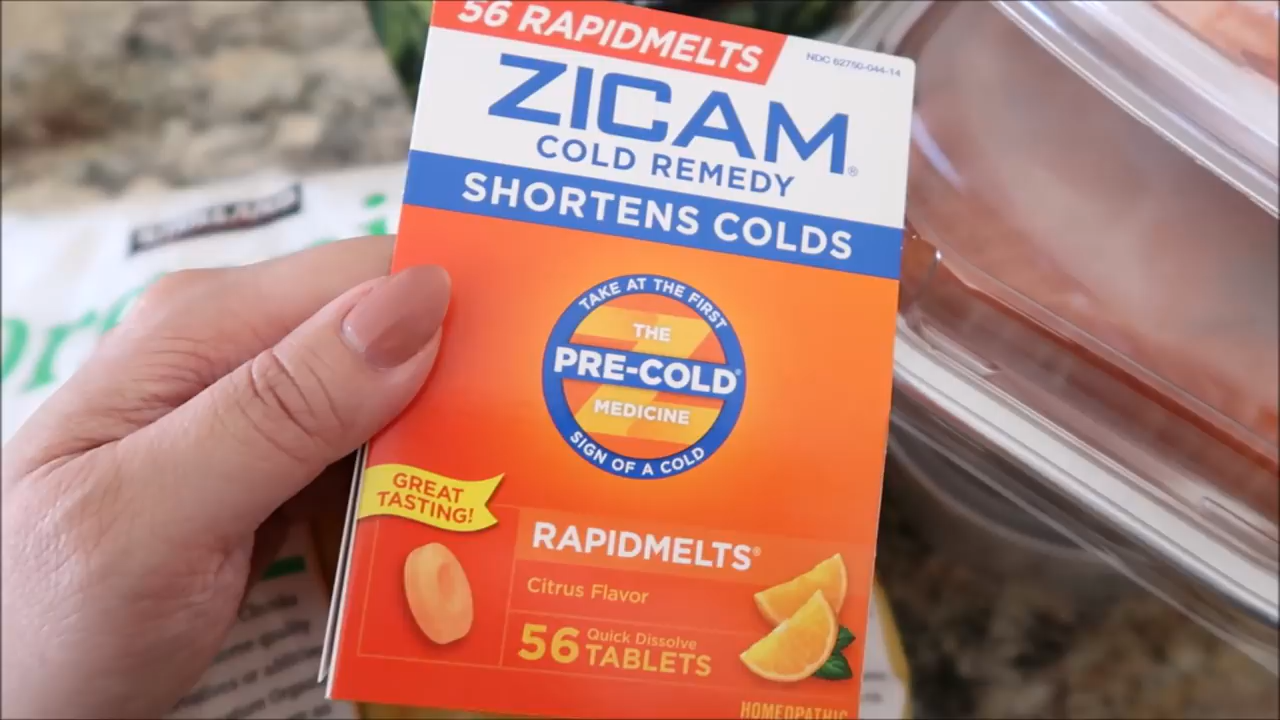 56 RAPIDMELTS
NDC 62750-044-14
ZICAM®
COLD REMEDY
SHORTENS COLDS
TAKE AT THE FIRST
THE
PRE-COLD®
MEDICINE
SIGN OF A COLD
GREAT
TASTING!
RAPIDMELTS®
Citrus Flavor
56 Quick Dissolve
TABLETS
HOMEOPATHIC